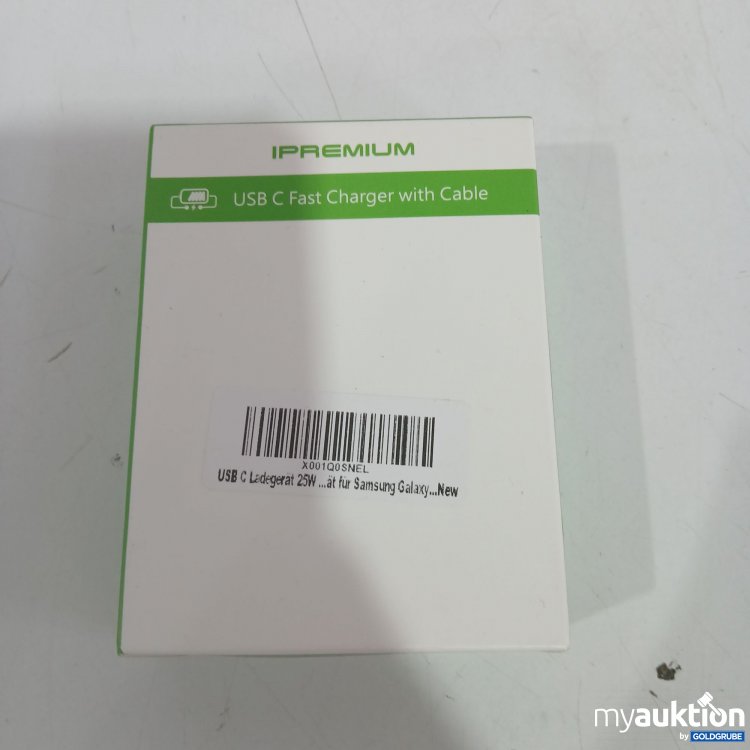 IPREMIUM
USB C Fast Charger with Cable
X001Q0SNEL
USB C Ladegerät 25W ...ät für Samsung Galaxy...New
myauktion
by GOLDGRUBE